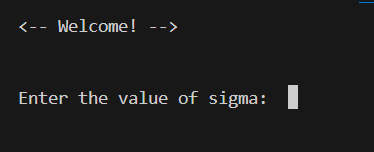 <-- Welcome! -->
Enter the value of sigma: